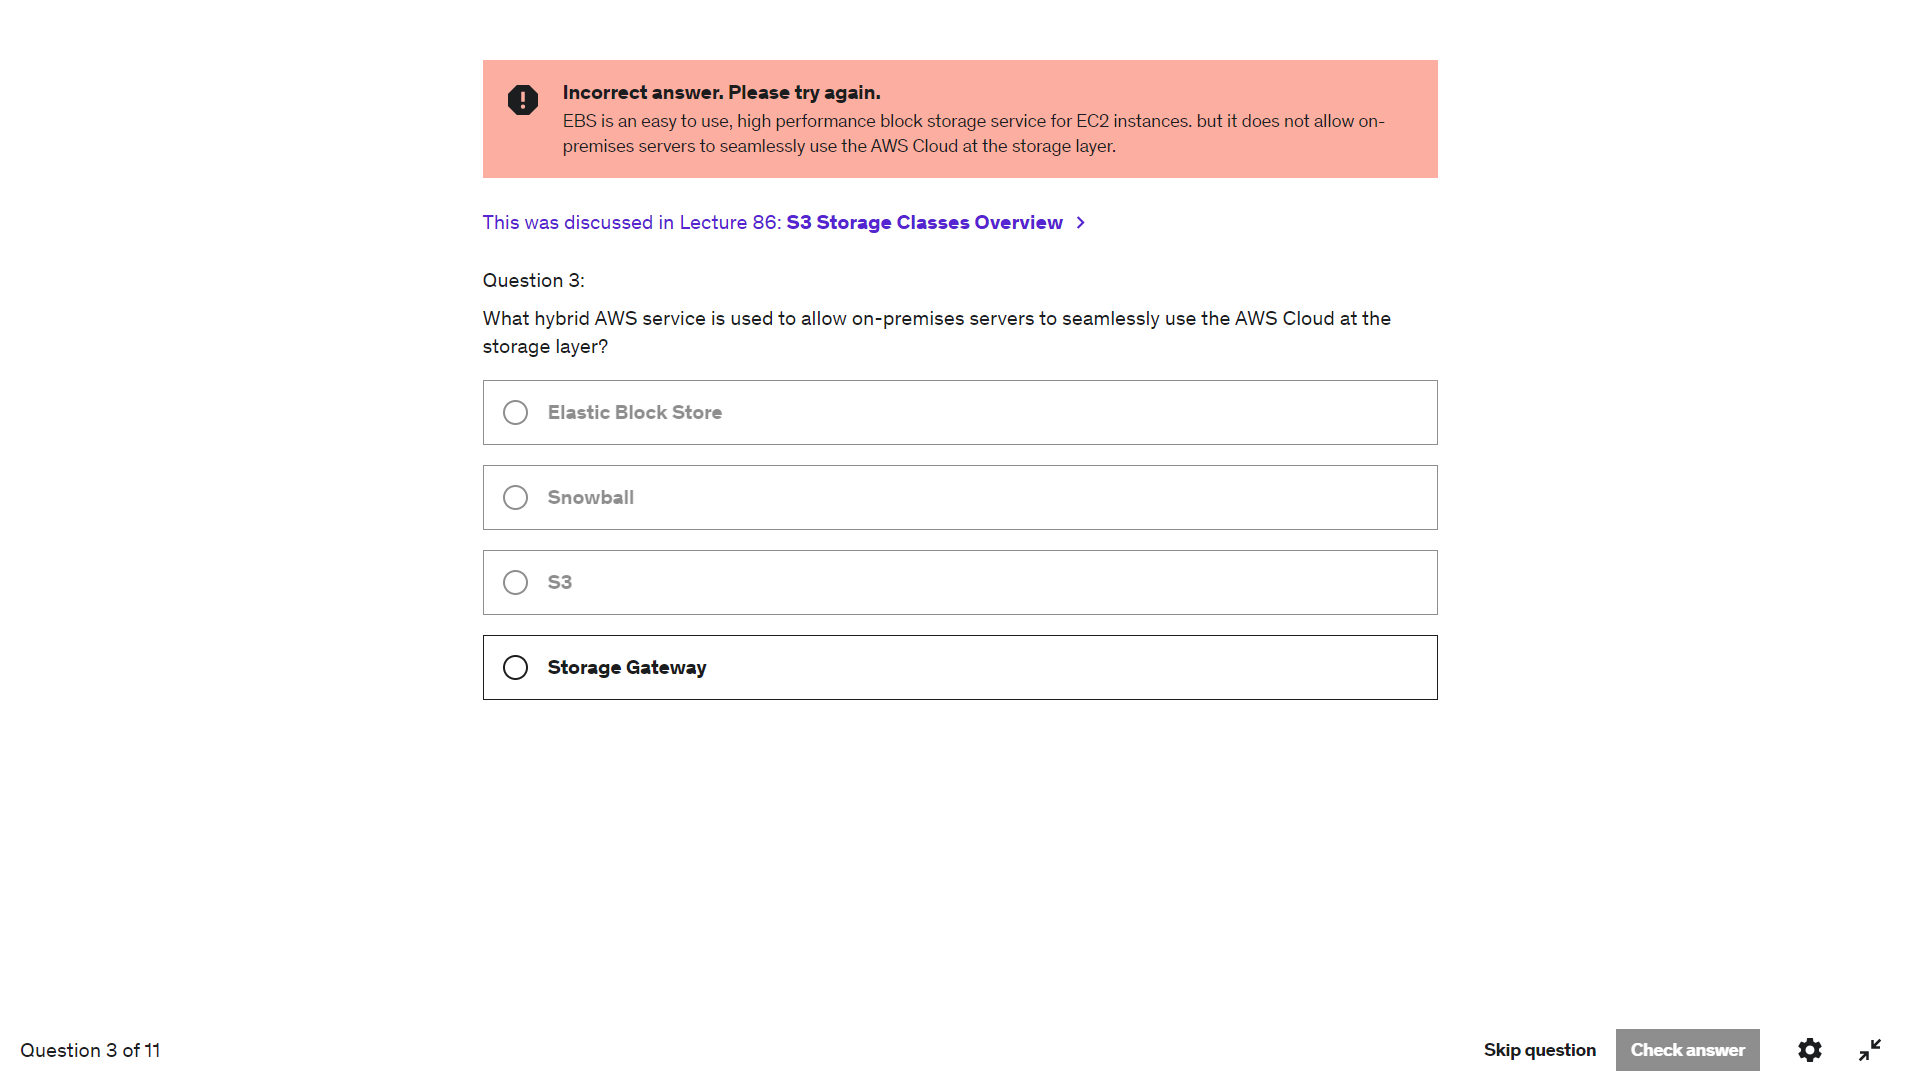 Incorrect answer. Please try again.
EBS is an easy to use, high performance block storage service for EC2 instances. but it does not allow on-
premises servers to seamlessly use the AWS Cloud at the storage layer.
This was discussed in Lecture 86: S3 Storage Classes Overview
Question 3:
What hybrid AWS service is used to allow on-premises servers to seamlessly use the AWS Cloud at the
storage layer?
Elastic Block Store
Snowball
S3
Storage Gateway
Question 3 of 11
Skip question
Check answer